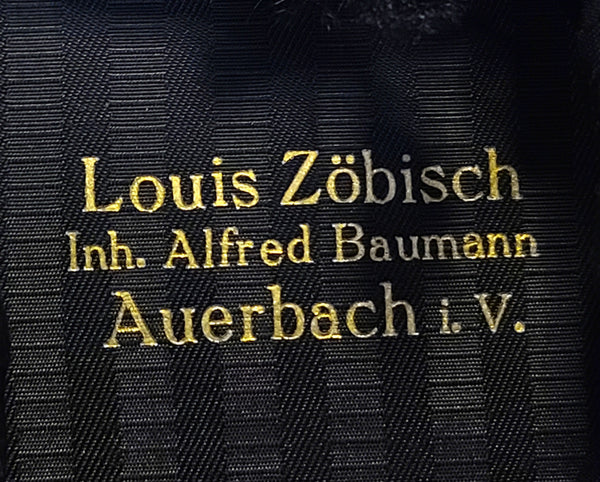 Louis Zöbisch
Inh. Alfred Baumann
Auerbach i. V.